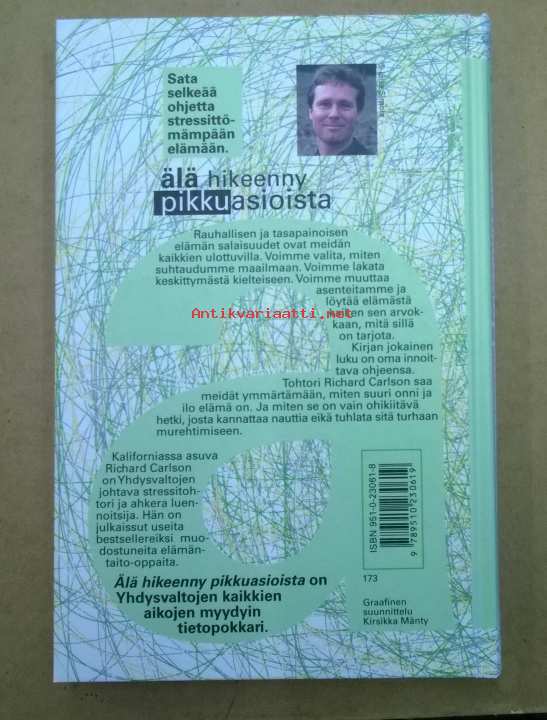 Sata
selkeää
ohjetta
stressittö-
mämpään
elämään.
älä hikeenny
pikkuasioista
Rauhallisen ja tasapainoisen
elämän salaisuudet ovat meidän
kaikkien ulottuvilla. Voimme valita, miten
suhtaudumme maailmaan. Voimme lakata
keskittymästä kielteiseen. Voimme muuttaa
asenteitamme ja
löytää elämästä
Antikvariaatti.net
sen arvok-
kaan, mitä sillä
on tarjota.
Kirjan jokainen
luku on oma innoit-
tava ohjeensa.
Tohtori Richard Carlson saa
meidät ymmärtämään, miten suuri onni ja
ilo elämä on. Ja miten se on vain ohikiitävä
hetki, josta kannattaa nauttia eikä tuhlata sitä turhaan
murehtimiseen.
Kaliforniassa asuva
Richard Carlson
on Yhdysvaltojen
johtava stressitoh-
tori ja ahkera luen-
noitsija. Hän on
julkaissut useita
bestsellereiksi muo-
dostuneita elämän-
taito-oppaita.
Älä hikeenny pikkuasioista on
Yhdysvaltojen kaikkien
aikojen myydyin
tietopokkari.
ISBN 951-0-23061-8
9 789510 230619
173
Graafinen
suunnittelu
Kirsikka Mänty